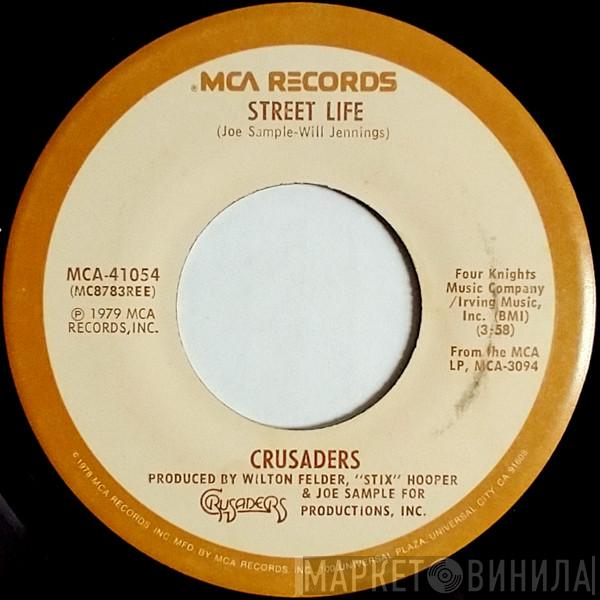 ®MCA RECORDS
STREET LIFE
(Joe Sample-Will Jennings)
MCA-41054
(MC8783REE)
Ⓟ 1979 MCA
RECORDS, INC.
Four Knights
Music Company
/Irving Music,
Inc. (BMI)
(3:58)
From the MCA
LP, MCA-3094
CRUSADERS
PRODUCED BY WILTON FELDER, "STIX" HOOPER
& JOE SAMPLE FOR
CRUSADERS
PRODUCTIONS, INC.
© 1978 MCA RECORDS INC. MFD. BY MCA RECORDS, INC., 100 UNIVERSAL PLAZA, UNIVERSAL CITY, CA 91608
МАРКЕТ ВИНИЛА